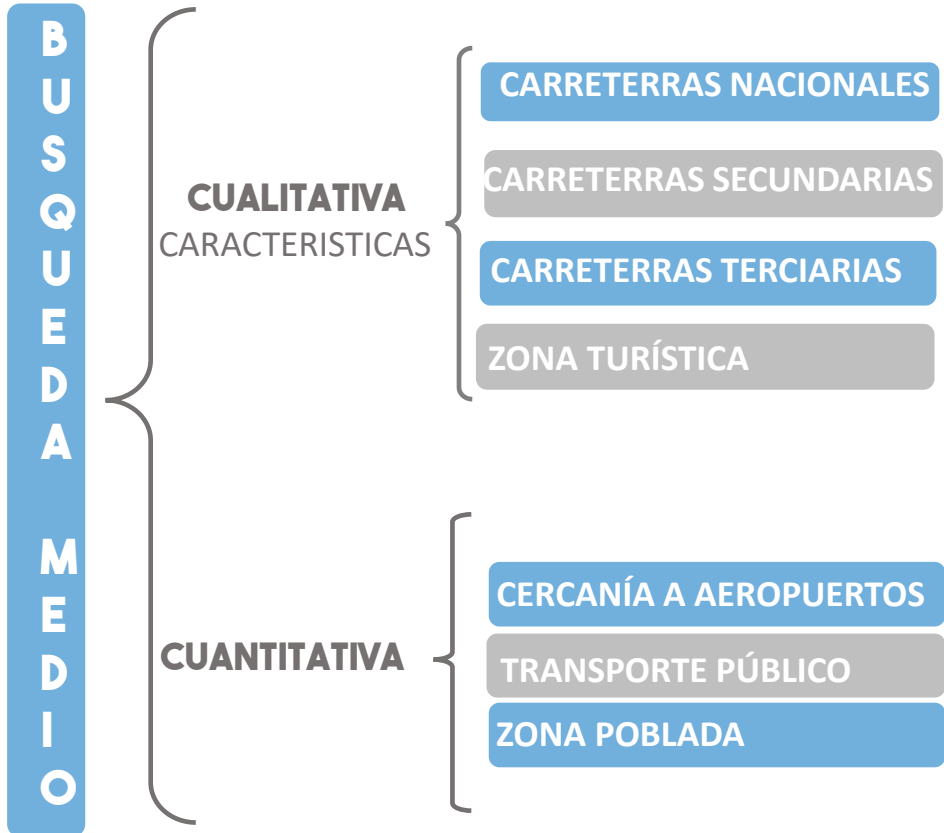 BUSQUEDA MEDIO
CUALITATIVA
CARACTERISTICAS
CARRETERRAS NACIONALES
CARRETERRAS SECUNDARIAS
CARRETERRAS TERCIARIAS
ZONA TURÍSTICA
CUANTITATIVA
CERCANÍA A AEROPUERTOS
TRANSPORTE PÚBLICO
ZONA POBLADA